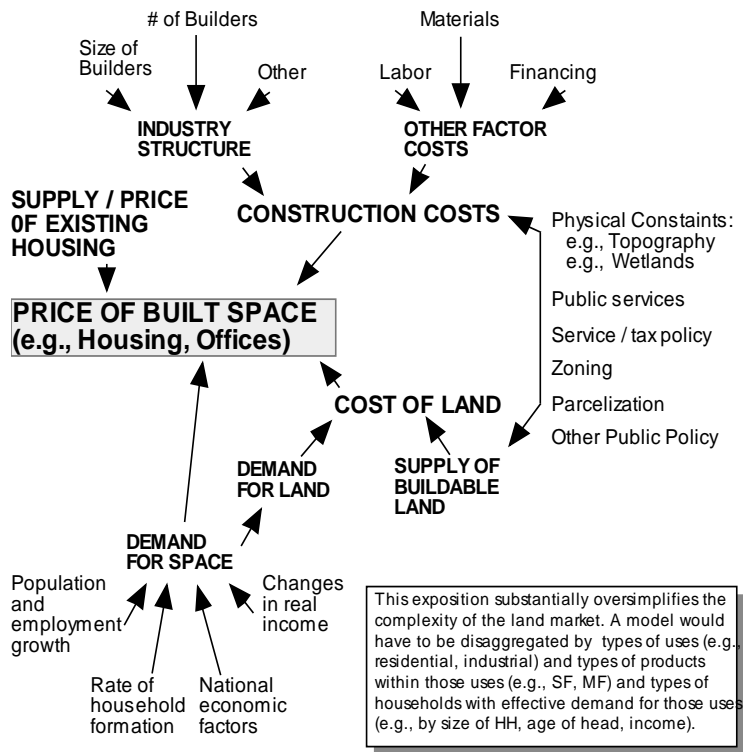 # of Builders
Size of
Builders
Other
INDUSTRY
STRUCTURE
Materials
Labor
Financing
OTHER FACTOR
COSTS
SUPPLY / PRICE
0F EXISTING
HOUSING
CONSTRUCTION COSTS
Physical Constaints:
e.g., Topography
e.g., Wetlands
Public services
Service / tax policy
Zoning
Parcelization
Other Public Policy
PRICE OF BUILT SPACE
(e.g., Housing, Offices)
COST OF LAND
DEMAND
FOR LAND
SUPPLY OF
BUILDABLE
LAND
DEMAND
FOR SPACE
Population
and
employment
growth
Changes
in real
income
Rate of
household
formation
National
economic
factors
This exposition substantially oversimplifies the
complexity of the land market. A model would
have to be disaggregated by types of uses (e.g.,
residential, industrial) and types of products
within those uses (e.g., SF, MF) and types of
households with effective demand for those uses
(e.g., by size of HH, age of head, income).